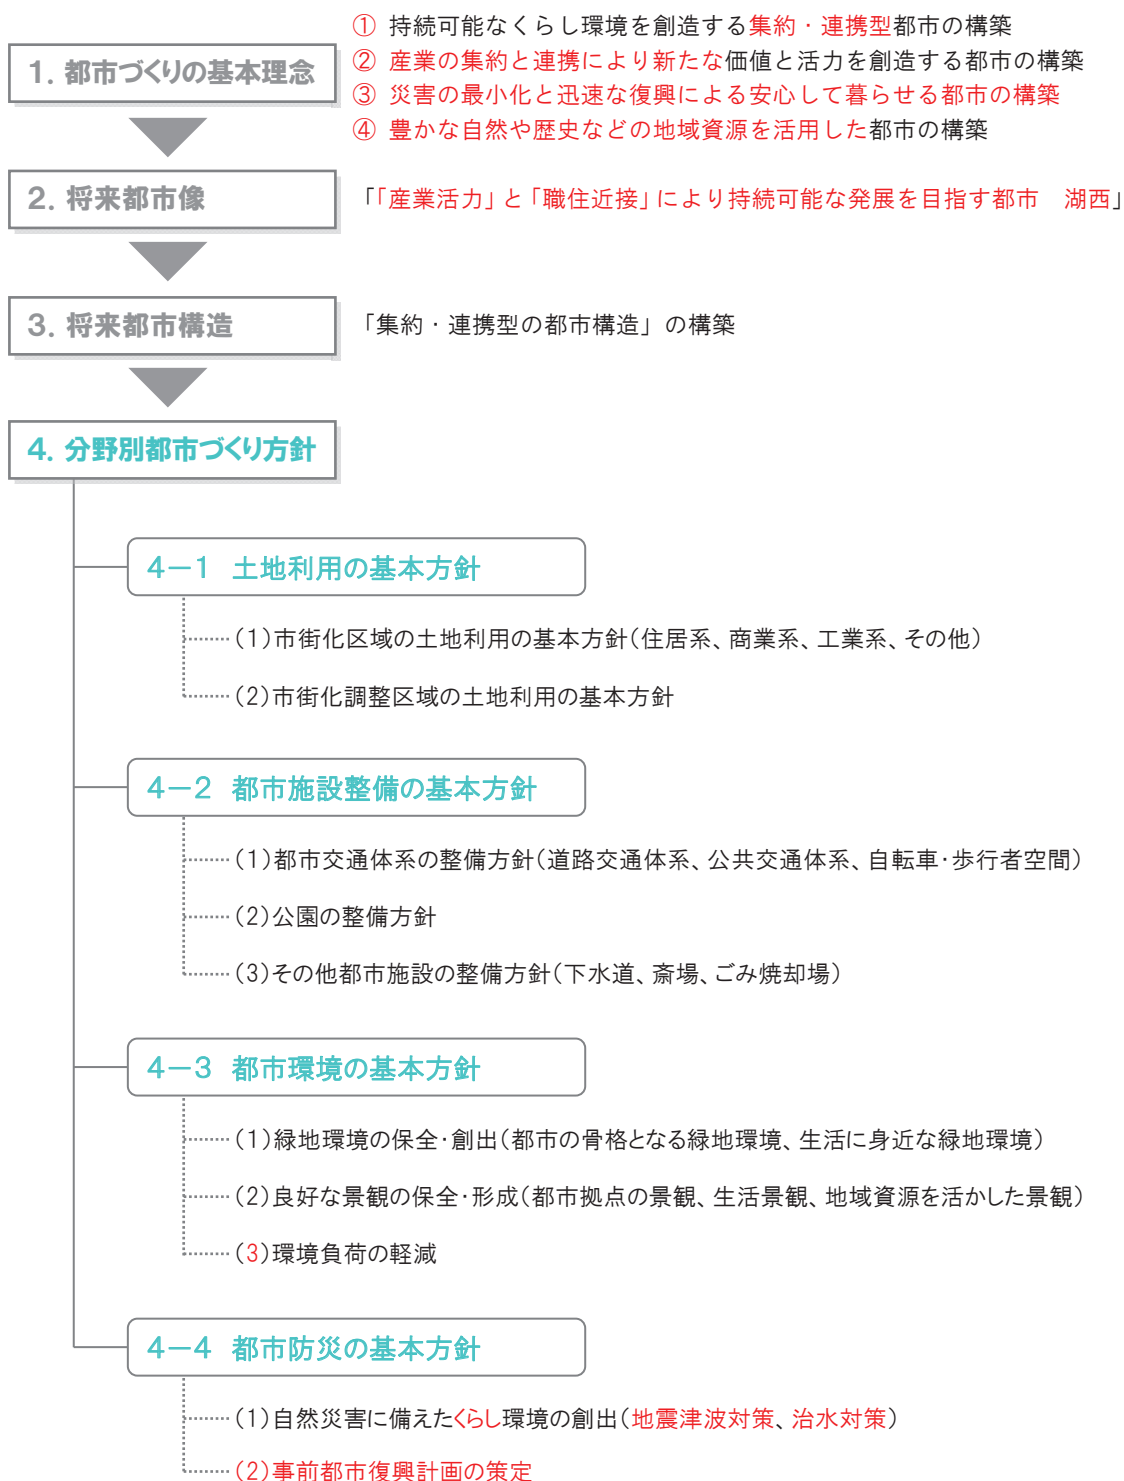 ① 持続可能なくらし環境を創造する集約・連携型都市の構築
② 産業の集約と連携により新たな価値と活力を創造する都市の構築
③ 災害の最小化と迅速な復興による安心して暮らせる都市の構築
④ 豊かな自然や歴史などの地域資源を活用した都市の構築
1. 都市づくりの基本理念
2. 将来都市像
「「産業活力」と「職住近接」により持続可能な発展を目指す都市　湖西」
3. 将来都市構造
「集約・連携型の都市構造」の構築
4. 分野別都市づくり方針
4－1 土地利用の基本方針
(1)市街化区域の土地利用の基本方針(住居系、商業系、工業系、その他)
(2)市街化調整区域の土地利用の基本方針
4－2 都市施設整備の基本方針
(1)都市交通体系の整備方針(道路交通体系、公共交通体系、自転車・歩行者空間)
(2)公園の整備方針
(3)その他都市施設の整備方針(下水道、斎場、ごみ焼却場)
4－3 都市環境の基本方針
(1)緑地環境の保全・創出(都市の骨格となる緑地環境、生活に身近な緑地環境)
(2)良好な景観の保全・形成(都市拠点の景観、生活景観、地域資源を活かした景観)
(3)環境負荷の軽減
4－4 都市防災の基本方針
(1)自然災害に備えたくらし環境の創出(地震津波対策、治水対策)
(2)事前都市復興計画の策定